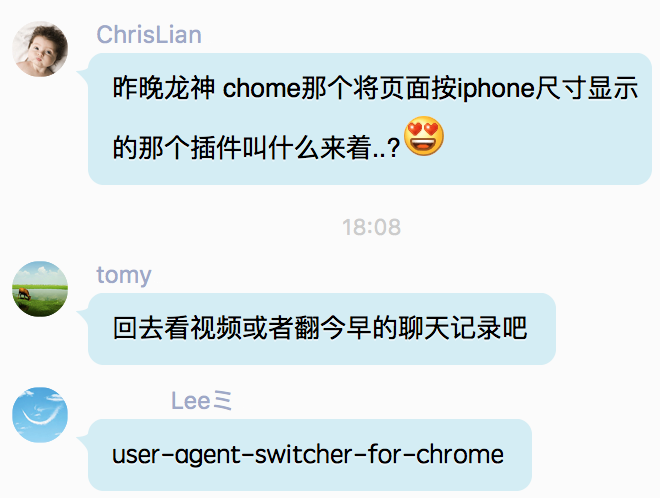 ChrisLian
昨晚龙神 chome那个将页面按iphone尺寸显示
的那个插件叫什么来着..?😍
18:08
tomy
回去看视频或者翻今早的聊天记录吧
Leeミ
user-agent-switcher-for-chrome